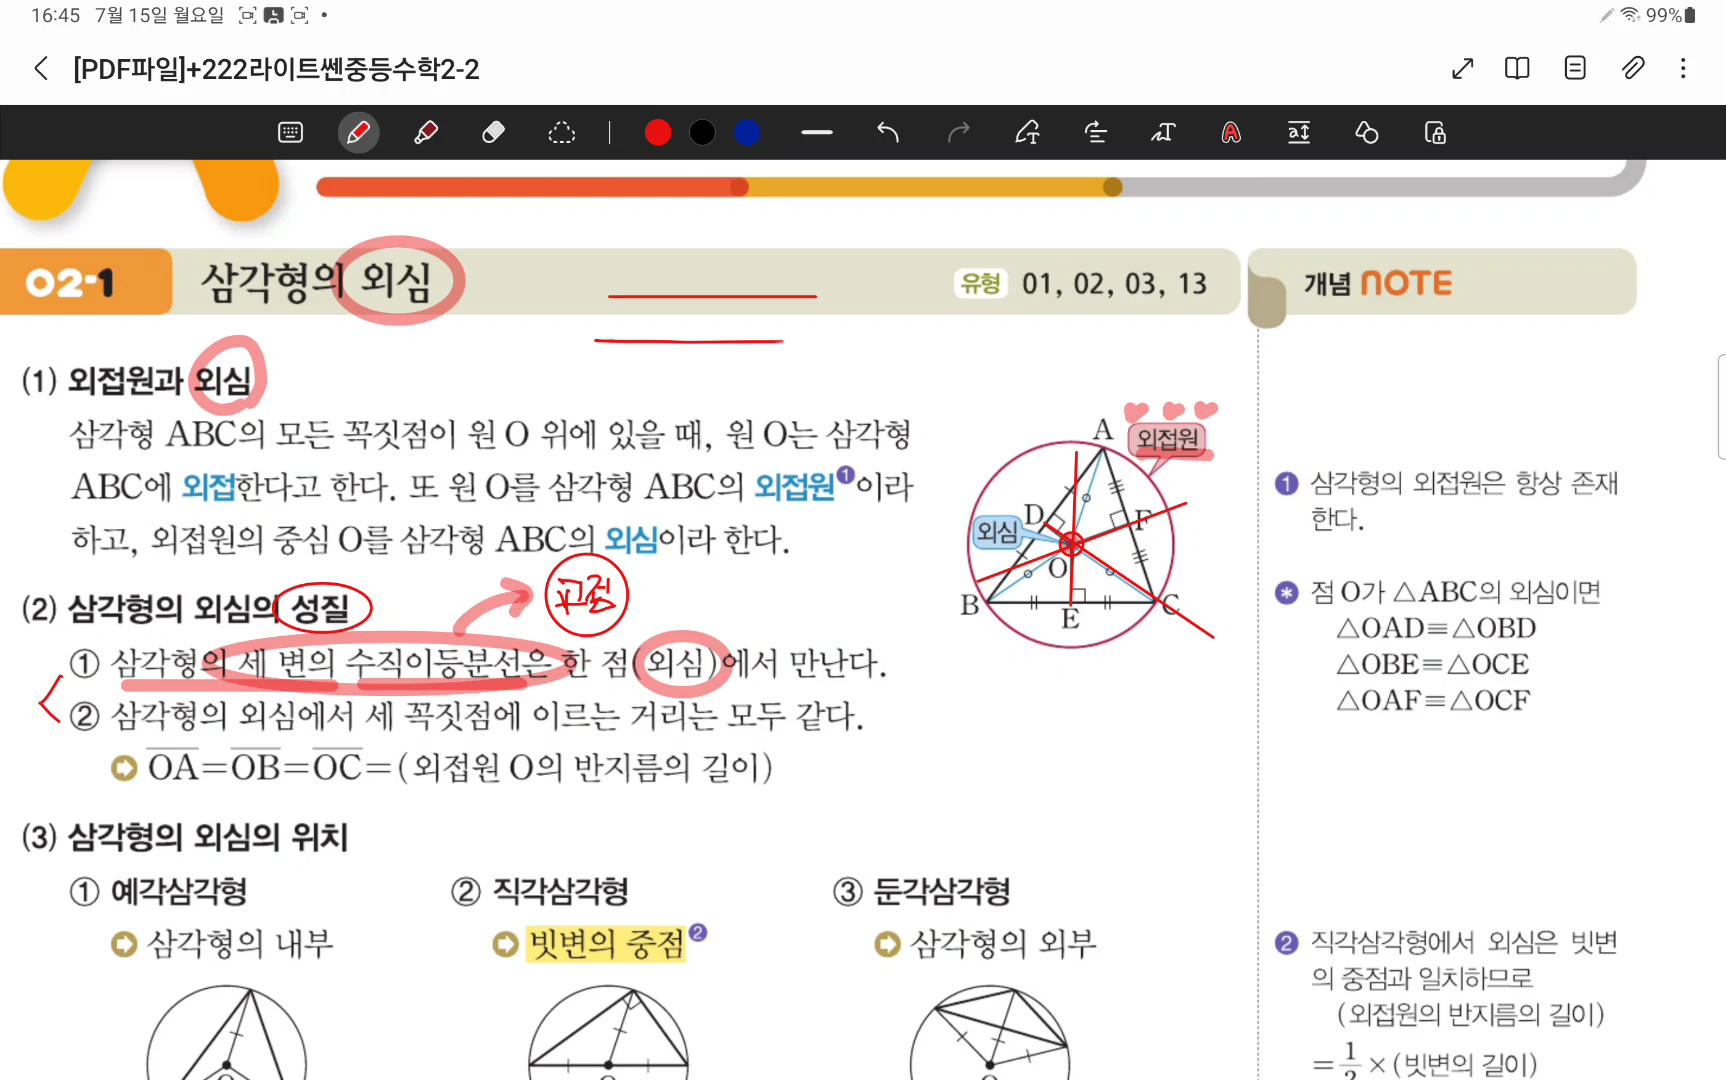 16:45 7월 15일 월요일
99%
[PDF파일]+222라이트쎈중등수학2-2
02-1 삼각형의 외심 유형 01, 02, 03, 13
개념 NOTE
(1) 외접원과 외심
삼각형 ABC의 모든 꼭짓점이 원 O 위에 있을 때, 원 O는 삼각형
ABC에 외접한다고 한다. 또 원 O를 삼각형 ABC의 외접원❶이라
하고, 외접원의 중심 O를 삼각형 ABC의 외심이라 한다.
A
외접원
D
F
외심
O
B
E
C
(2) 삼각형의 외심의 성질
① 삼각형의 세 변의 수직이등분선은 한 점(외심)에서 만난다.
② 삼각형의 외심에서 세 꼭짓점에 이르는 거리는 모두 같다.
OA=OB=OC=(외접원 O의 반지름의 길이)
(3) 삼각형의 외심의 위치
① 예각삼각형 ② 직각삼각형 ③ 둔각삼각형
삼각형의 내부 빗변의 중점❷ 삼각형의 외부
❶ 삼각형의 외접원은 항상 존재
한다.
* 점 O가 △ABC의 외심이면
△OAD≡△OBD
△OBE≡△OCE
△OAF≡△OCF
❷ 직각삼각형에서 외심은 빗변
의 중점과 일치하므로
(외접원의 반지름의 길이)
=1/2×(빗변의 길이)